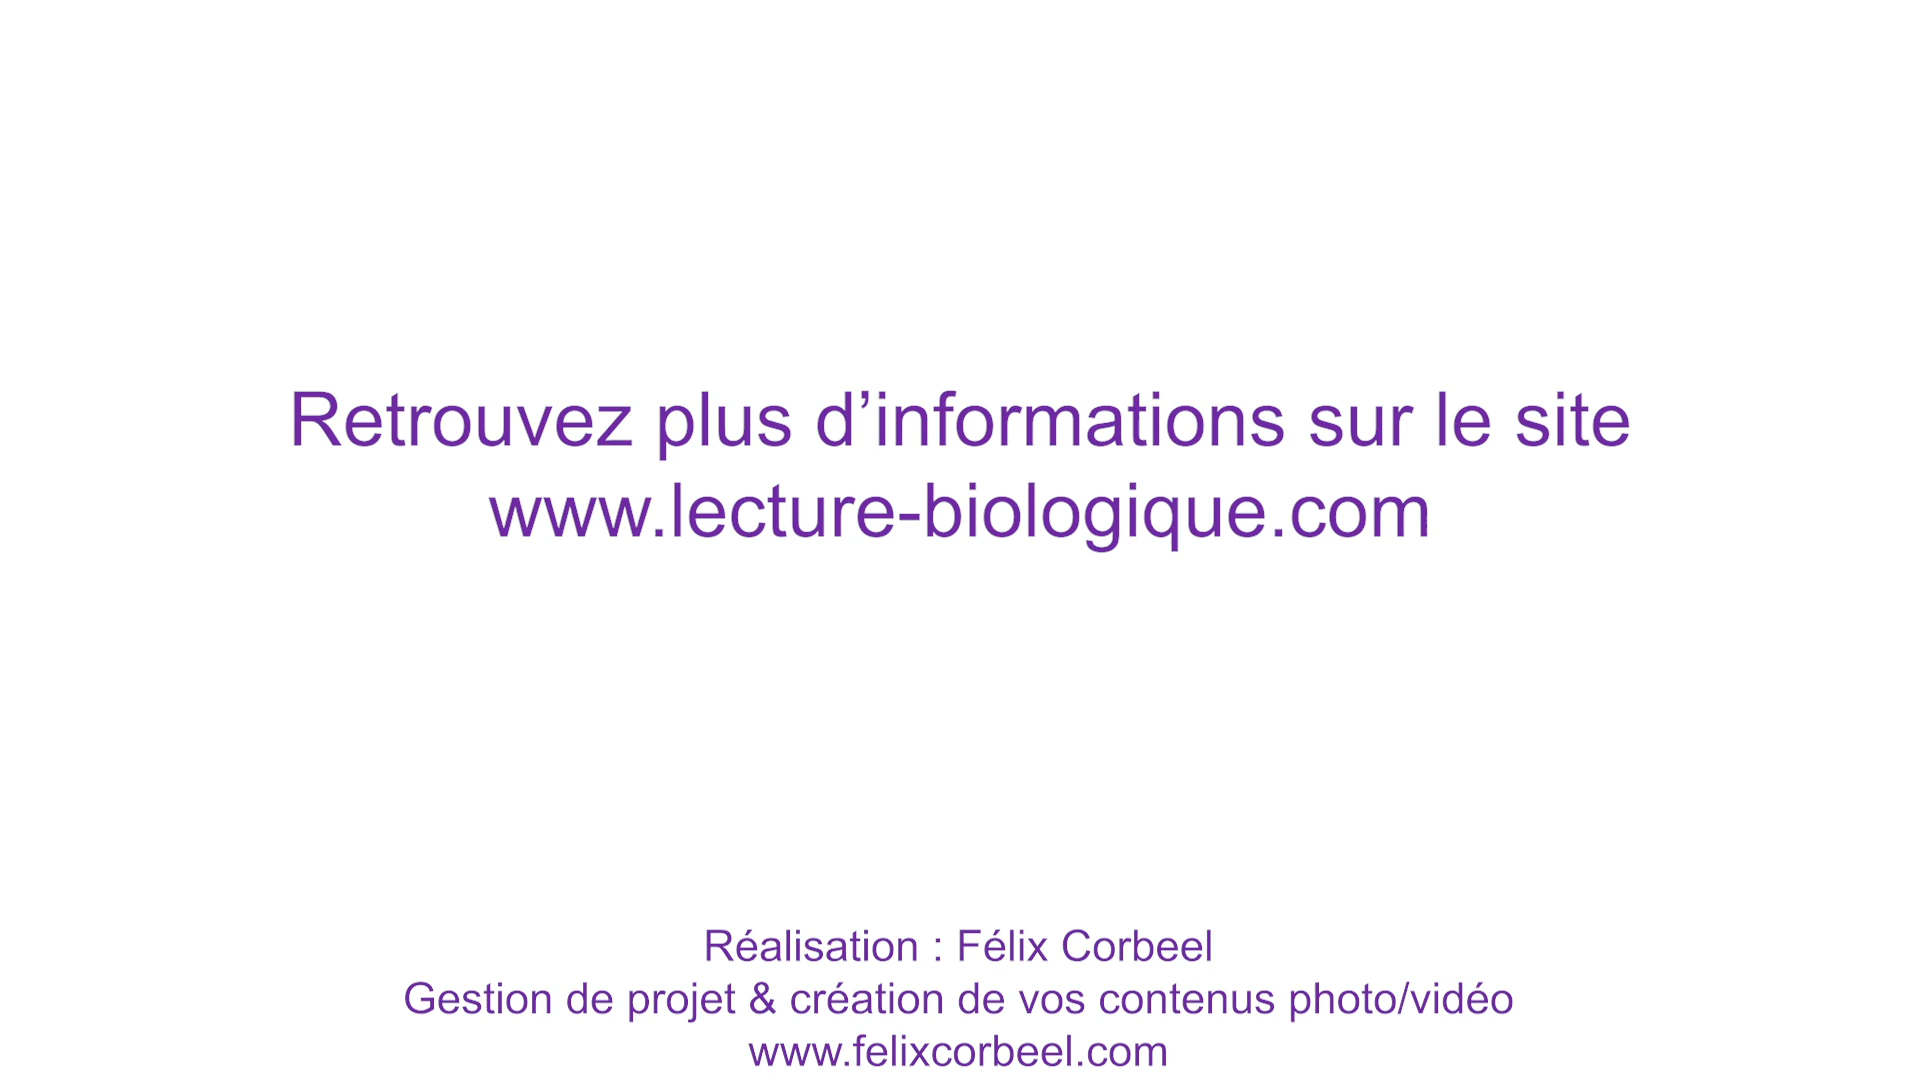 Retrouvez plus d’informations sur le site
www.lecture-biologique.com
Réalisation : Félix Corbeel
Gestion de projet & création de vos contenus photo/vidéo
www.felixcorbeel.com